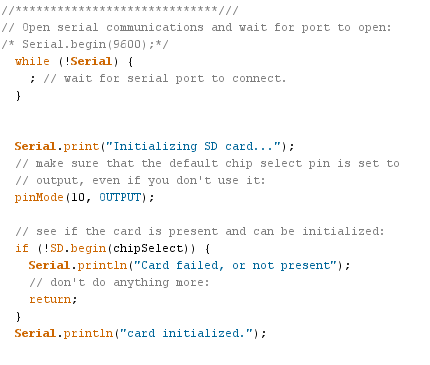 //*****************************///
// Open serial communications and wait for port to open:
/* Serial.begin(9600);*/
  while (!Serial) {
    ; // wait for serial port to connect.
  }
  Serial.print("Initializing SD card...");
  // make sure that the default chip select pin is set to
  // output, even if you don't use it:
  pinMode(10, OUTPUT);
  // see if the card is present and can be initialized:
  if (!SD.begin(chipSelect)) {
    Serial.println("Card failed, or not present");
    // don't do anything more:
    return;
  }
  Serial.println("card initialized.");